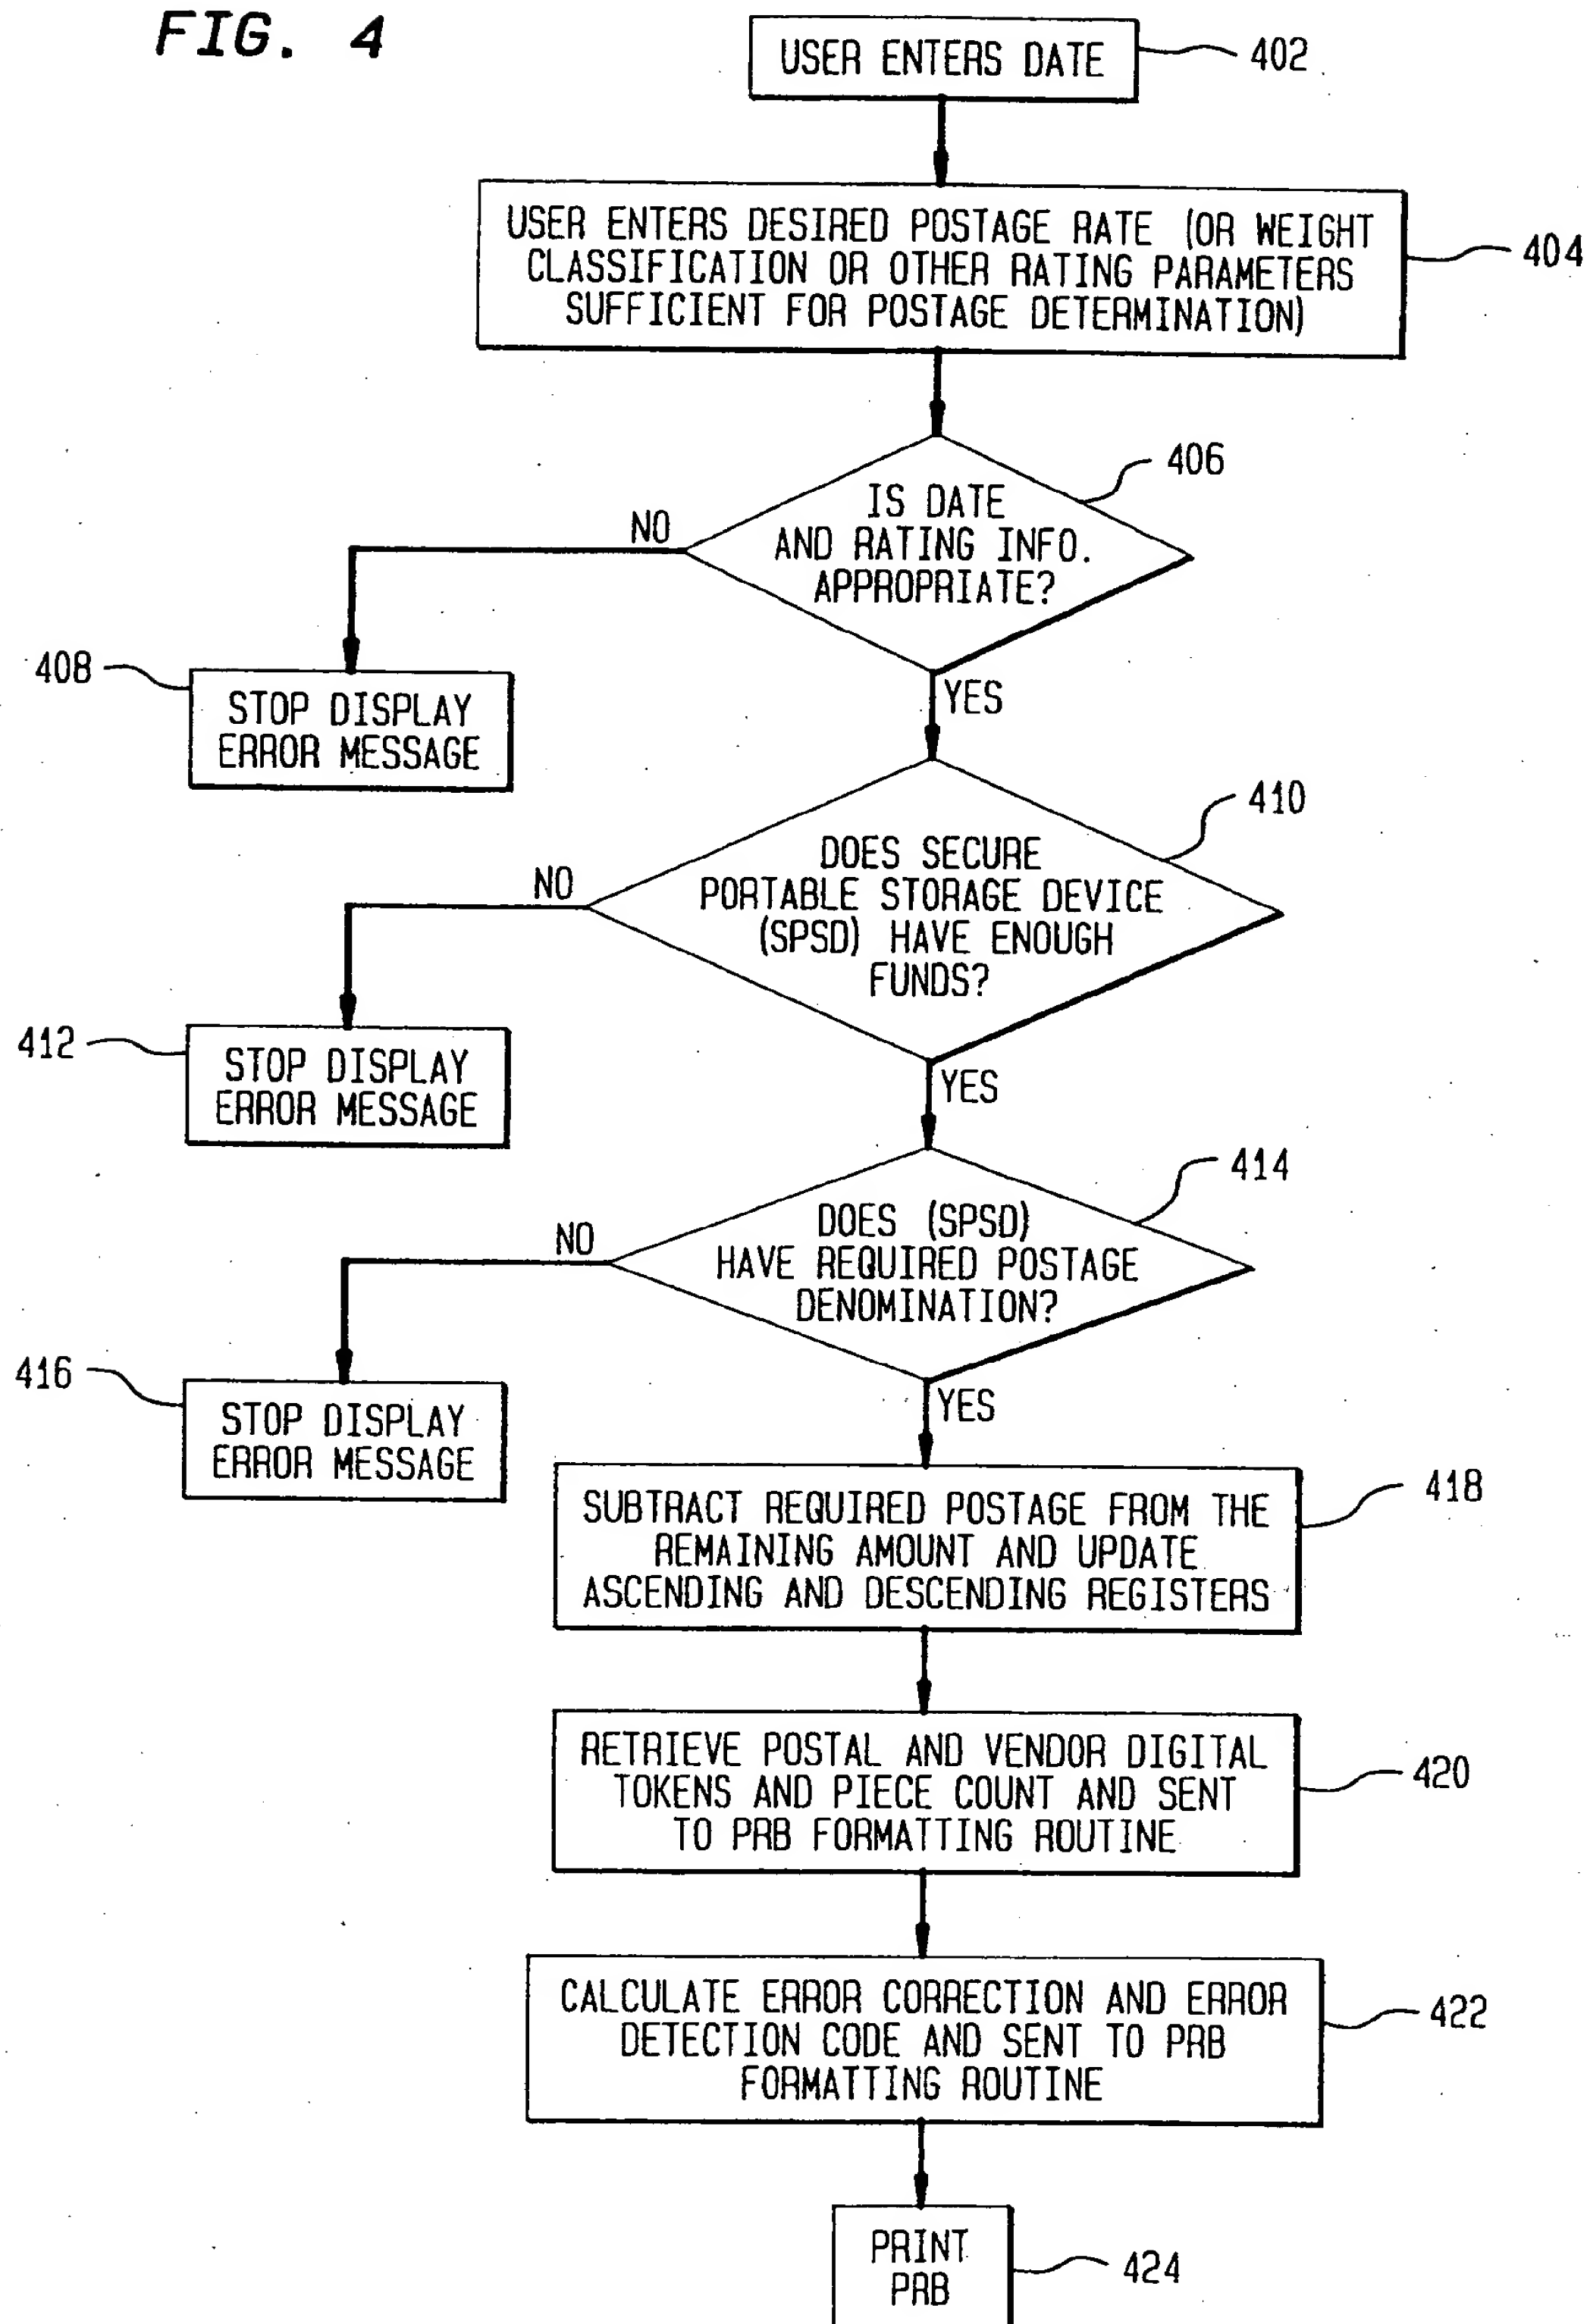 FIG. 4
USER ENTERS DATE
402
USER ENTERS DESIRED POSTAGE RATE (OR WEIGHT
CLASSIFICATION OR OTHER RATING PARAMETERS
SUFFICIENT FOR POSTAGE DETERMINATION)
404
406
IS DATE
AND RATING INFO.
APPROPRIATE?
NO
408
STOP DISPLAY
ERROR MESSAGE
YES
410
DOES SECURE
PORTABLE STORAGE DEVICE
(SPSD) HAVE ENOUGH
FUNDS?
NO
412
STOP DISPLAY
ERROR MESSAGE
YES
414
DOES (SPSD)
HAVE REQUIRED POSTAGE
DENOMINATION?
NO
416
STOP DISPLAY
ERROR MESSAGE
YES
418
SUBTRACT REQUIRED POSTAGE FROM THE
REMAINING AMOUNT AND UPDATE
ASCENDING AND DESCENDING REGISTERS
RETRIEVE POSTAL AND VENDOR DIGITAL
TOKENS AND PIECE COUNT AND SENT
TO PRB FORMATTING ROUTINE
420
CALCULATE ERROR CORRECTION AND ERROR
DETECTION CODE AND SENT TO PRB
FORMATTING ROUTINE
422
PRINT
PRB
424